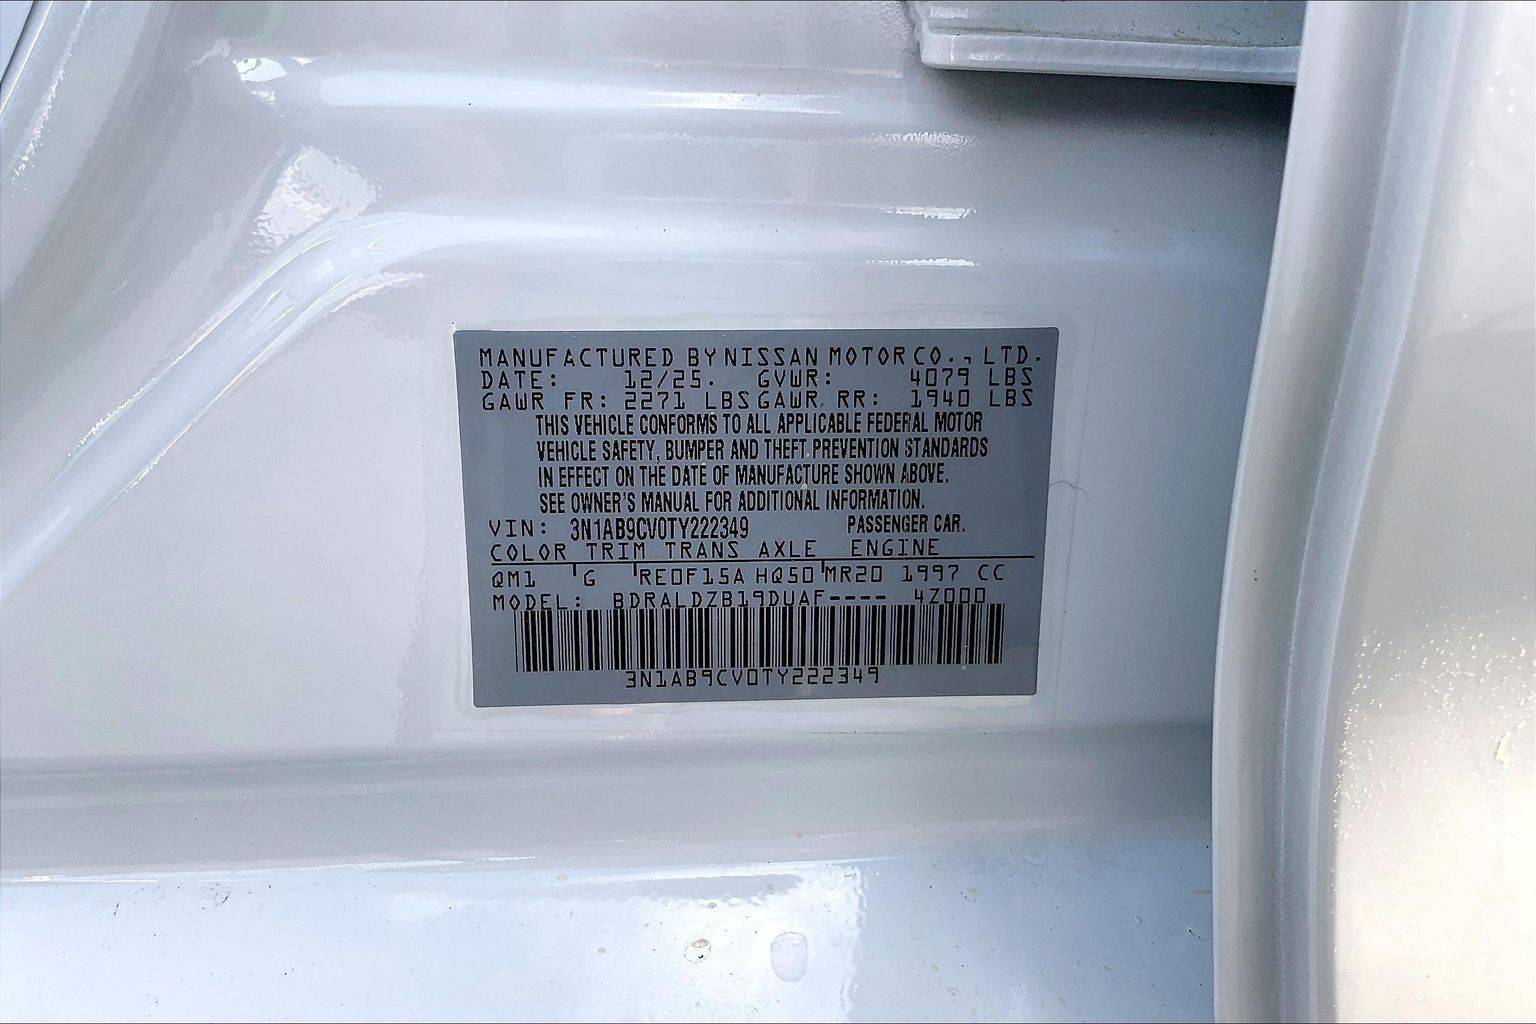 MANUFACTURED BY NISSAN MOTOR CO., LTD.
DATE: 12/25. GVWR: 4079 LBS
GAWR FR: 2271 LBS GAWR RR: 1940 LBS
THIS VEHICLE CONFORMS TO ALL APPLICABLE FEDERAL MOTOR
VEHICLE SAFETY, BUMPER AND THEFT PREVENTION STANDARDS
IN EFFECT ON THE DATE OF MANUFACTURE SHOWN ABOVE.
SEE OWNER'S MANUAL FOR ADDITIONAL INFORMATION.
VIN: 3N1AB9CV0TY222349 PASSENGER CAR.
COLOR TRIM TRANS AXLE ENGINE
QM1 G RE0F15A HQ50 MR20 1997 CC
MODEL: BDRALDZB19DUAF---- 4Z000
3N1AB9CV0TY222349